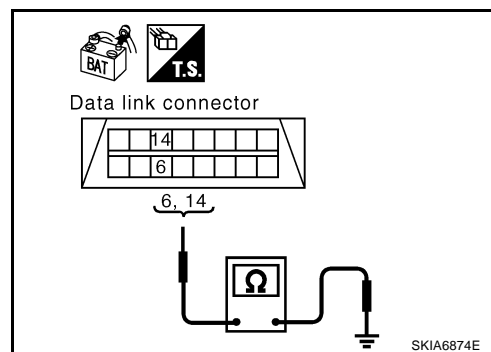 BAT
T.S.
Data link connector
14
6
6, 14
Ω
SKIA6874E